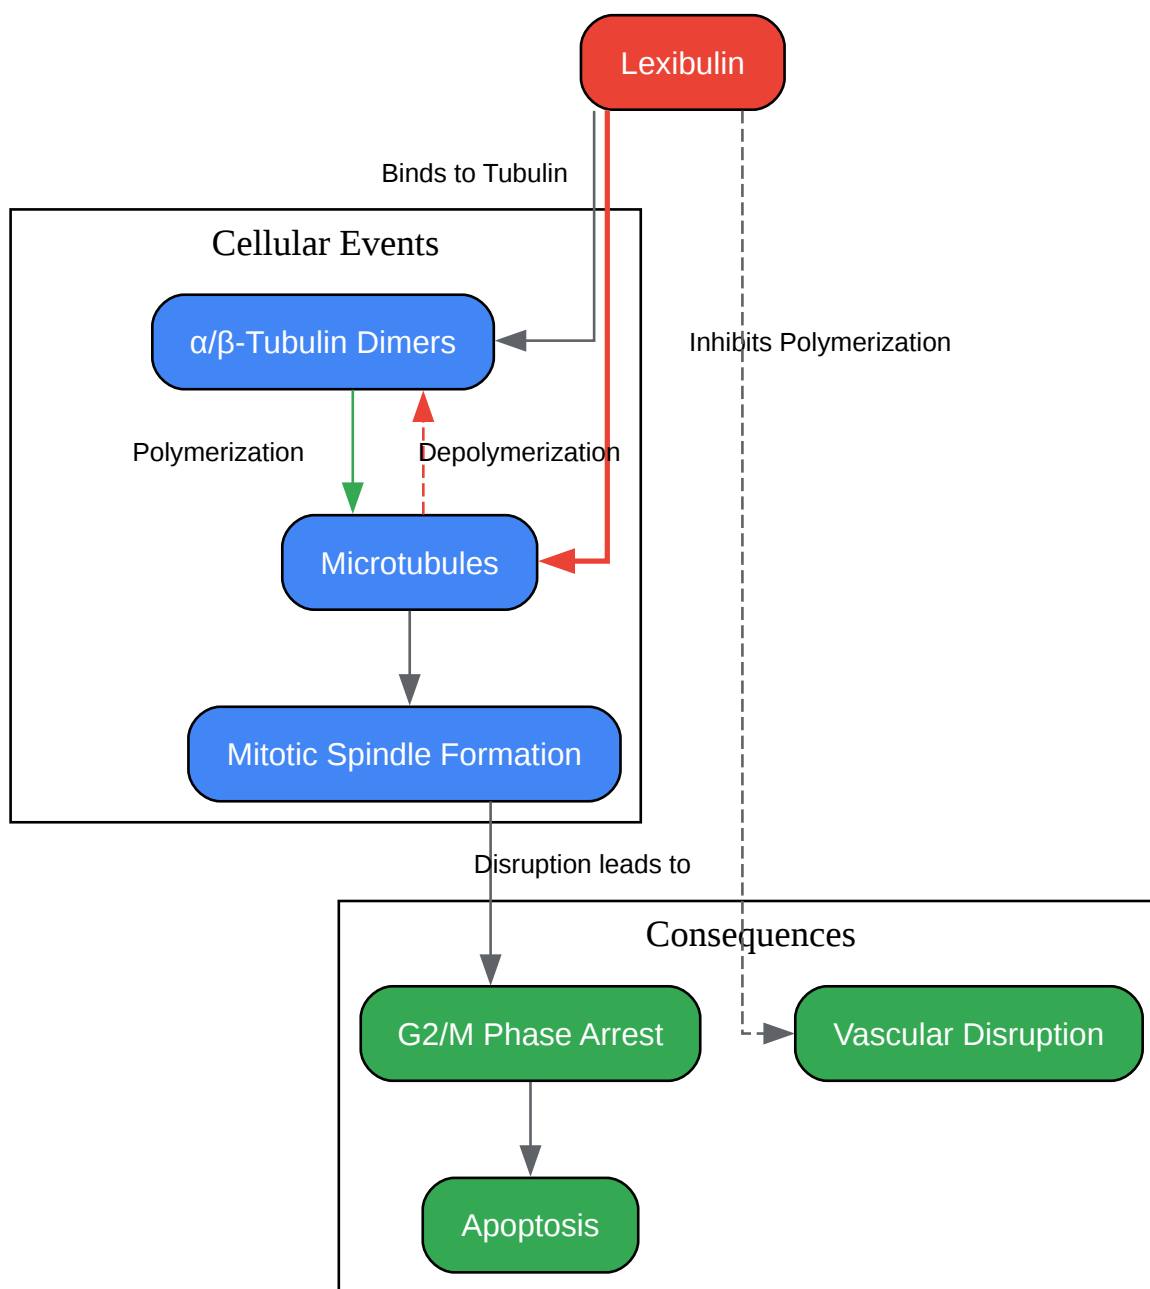 Lexibulin
Binds to Tubulin
Cellular Events
α/β-Tubulin Dimers
Inhibits Polymerization
Polymerization
Depolymerization
Microtubules
Mitotic Spindle Formation
Disruption leads to
Consequences
G2/M Phase Arrest
Vascular Disruption
Apoptosis